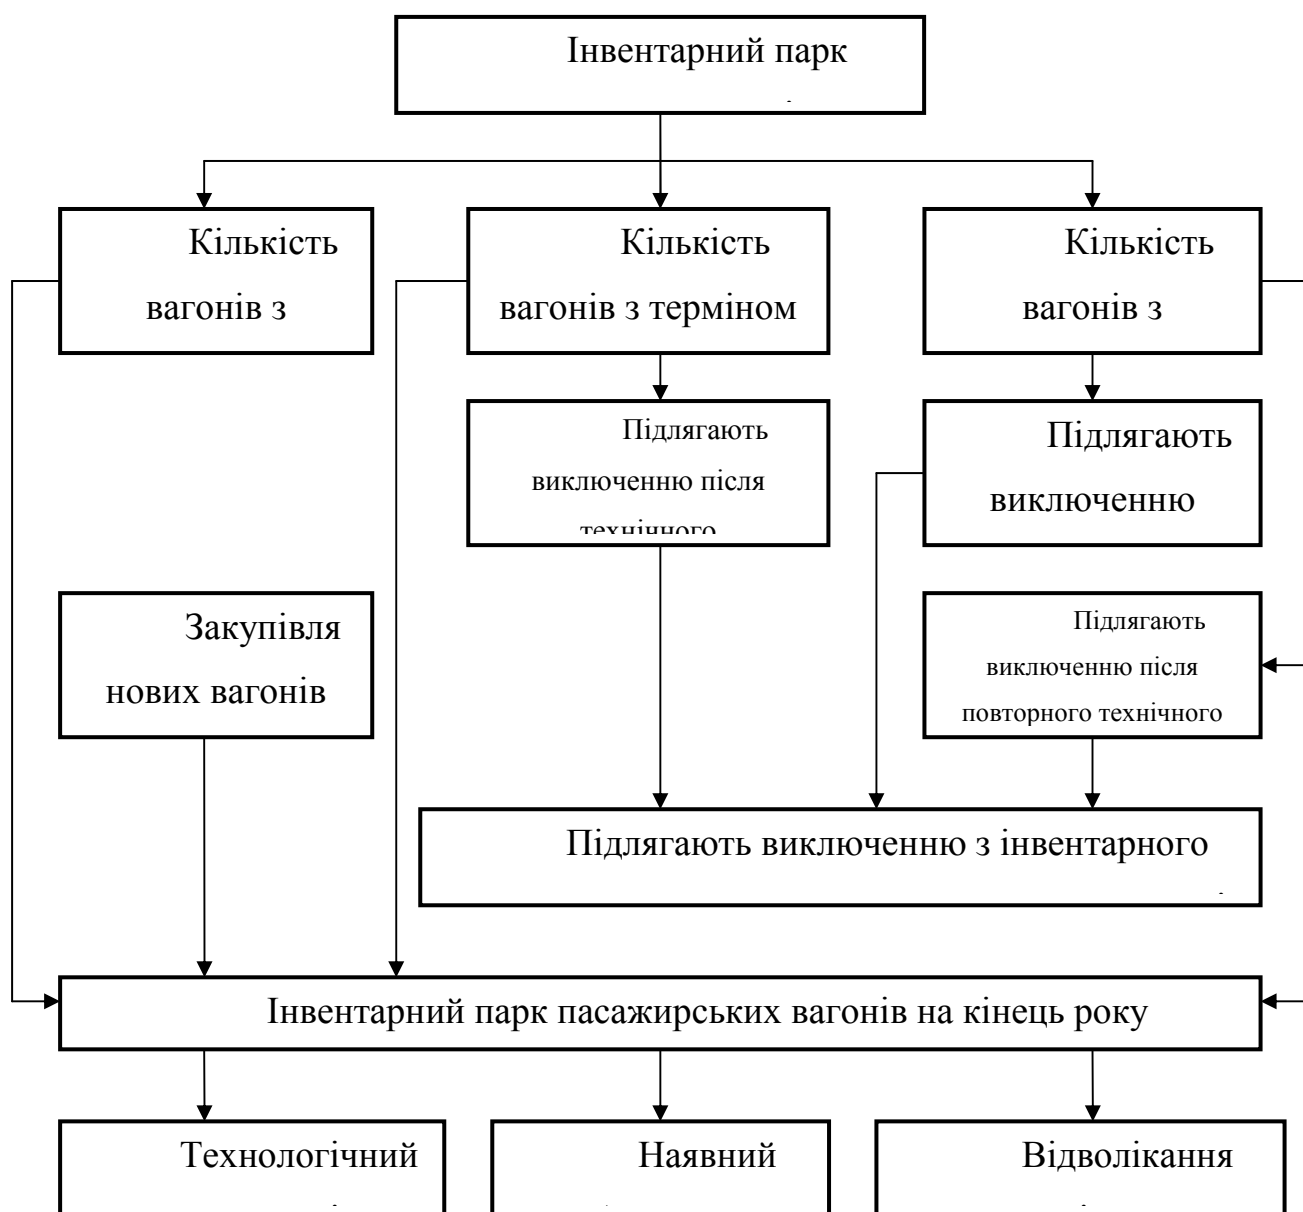 Інвентарний парк
Кількість
вагонів з
Кількість
вагонів з терміном
Кількість
вагонів з
Підлягають
виключенню після
технічного
Підлягають
виключенню
Закупівля
нових вагонів
Підлягають
виключенню після
повторного технічного
Підлягають виключенню з інвентарного
Інвентарний парк пасажирських вагонів на кінець року
Технологічний
Наявний
Відволікання